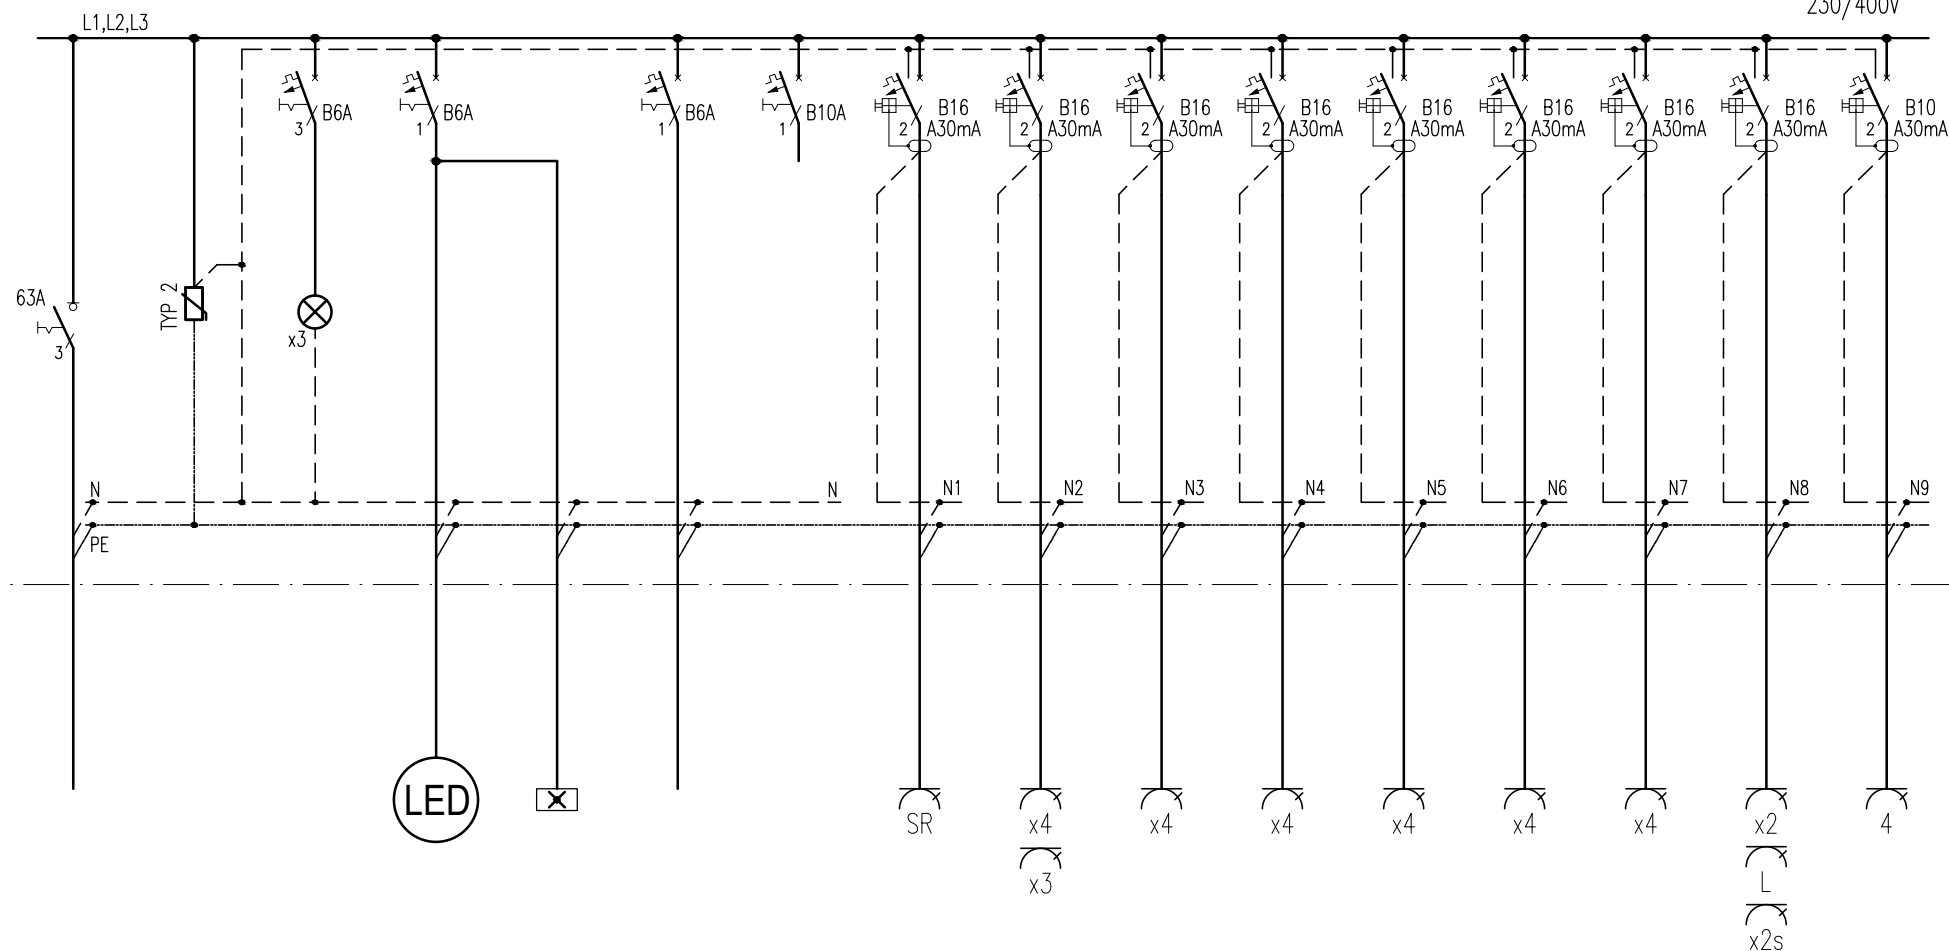 230/400V
L1,L2,L3
B6A
3
B6A
1
B6A
1
B10A
1
B16
A30mA
2
B16
A30mA
2
B16
A30mA
2
B16
A30mA
2
B16
A30mA
2
B16
A30mA
2
B16
A30mA
2
B16
A30mA
2
B10
A30mA
2
63A
3
TYP 2
x3
N
N
N1
N2
N3
N4
N5
N6
N7
N8
N9
PE
LED
SR
x4
x4
x4
x4
x4
x4
x2
4
x3
L
x2s